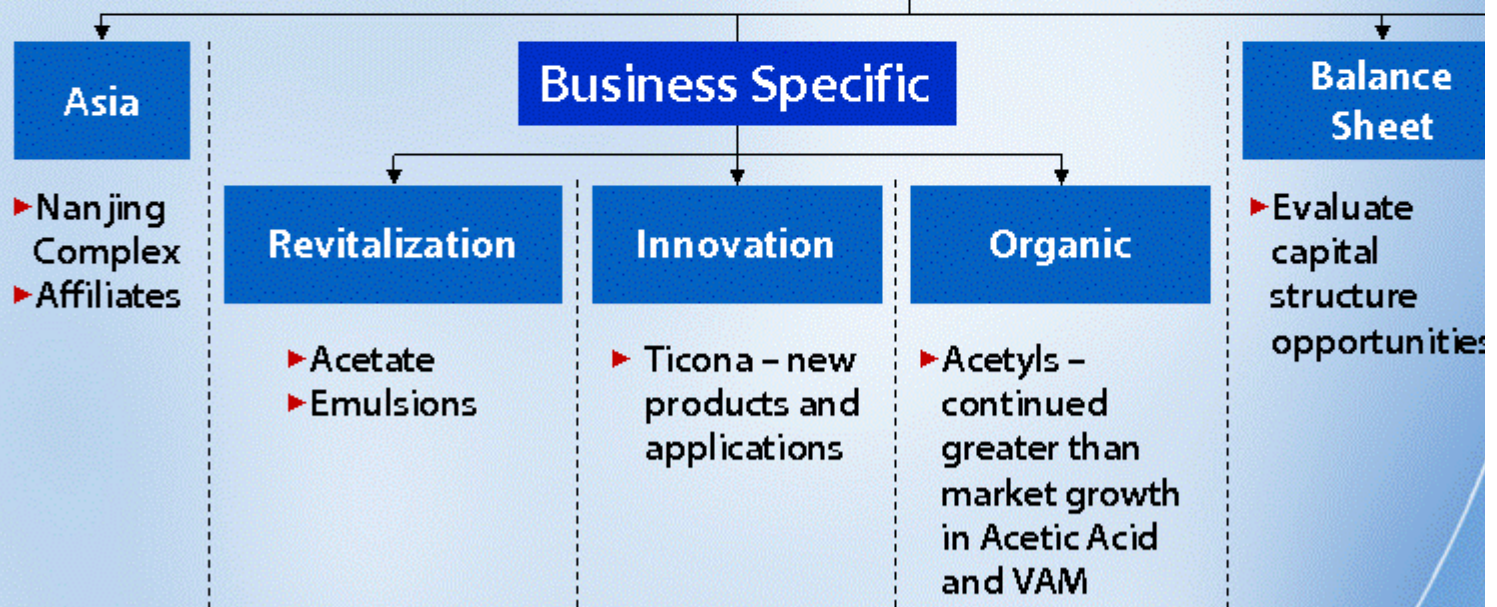 Asia
► Nanjing
Complex
► Affiliates
Business Specific
Revitalization
► Acetate
► Emulsions
Innovation
► Ticona – new
products and
applications
Organic
► Acetyls –
continued
greater than
market growth
in Acetic Acid
and VAM
Balance
Sheet
► Evaluate
capital
structure
opportunities